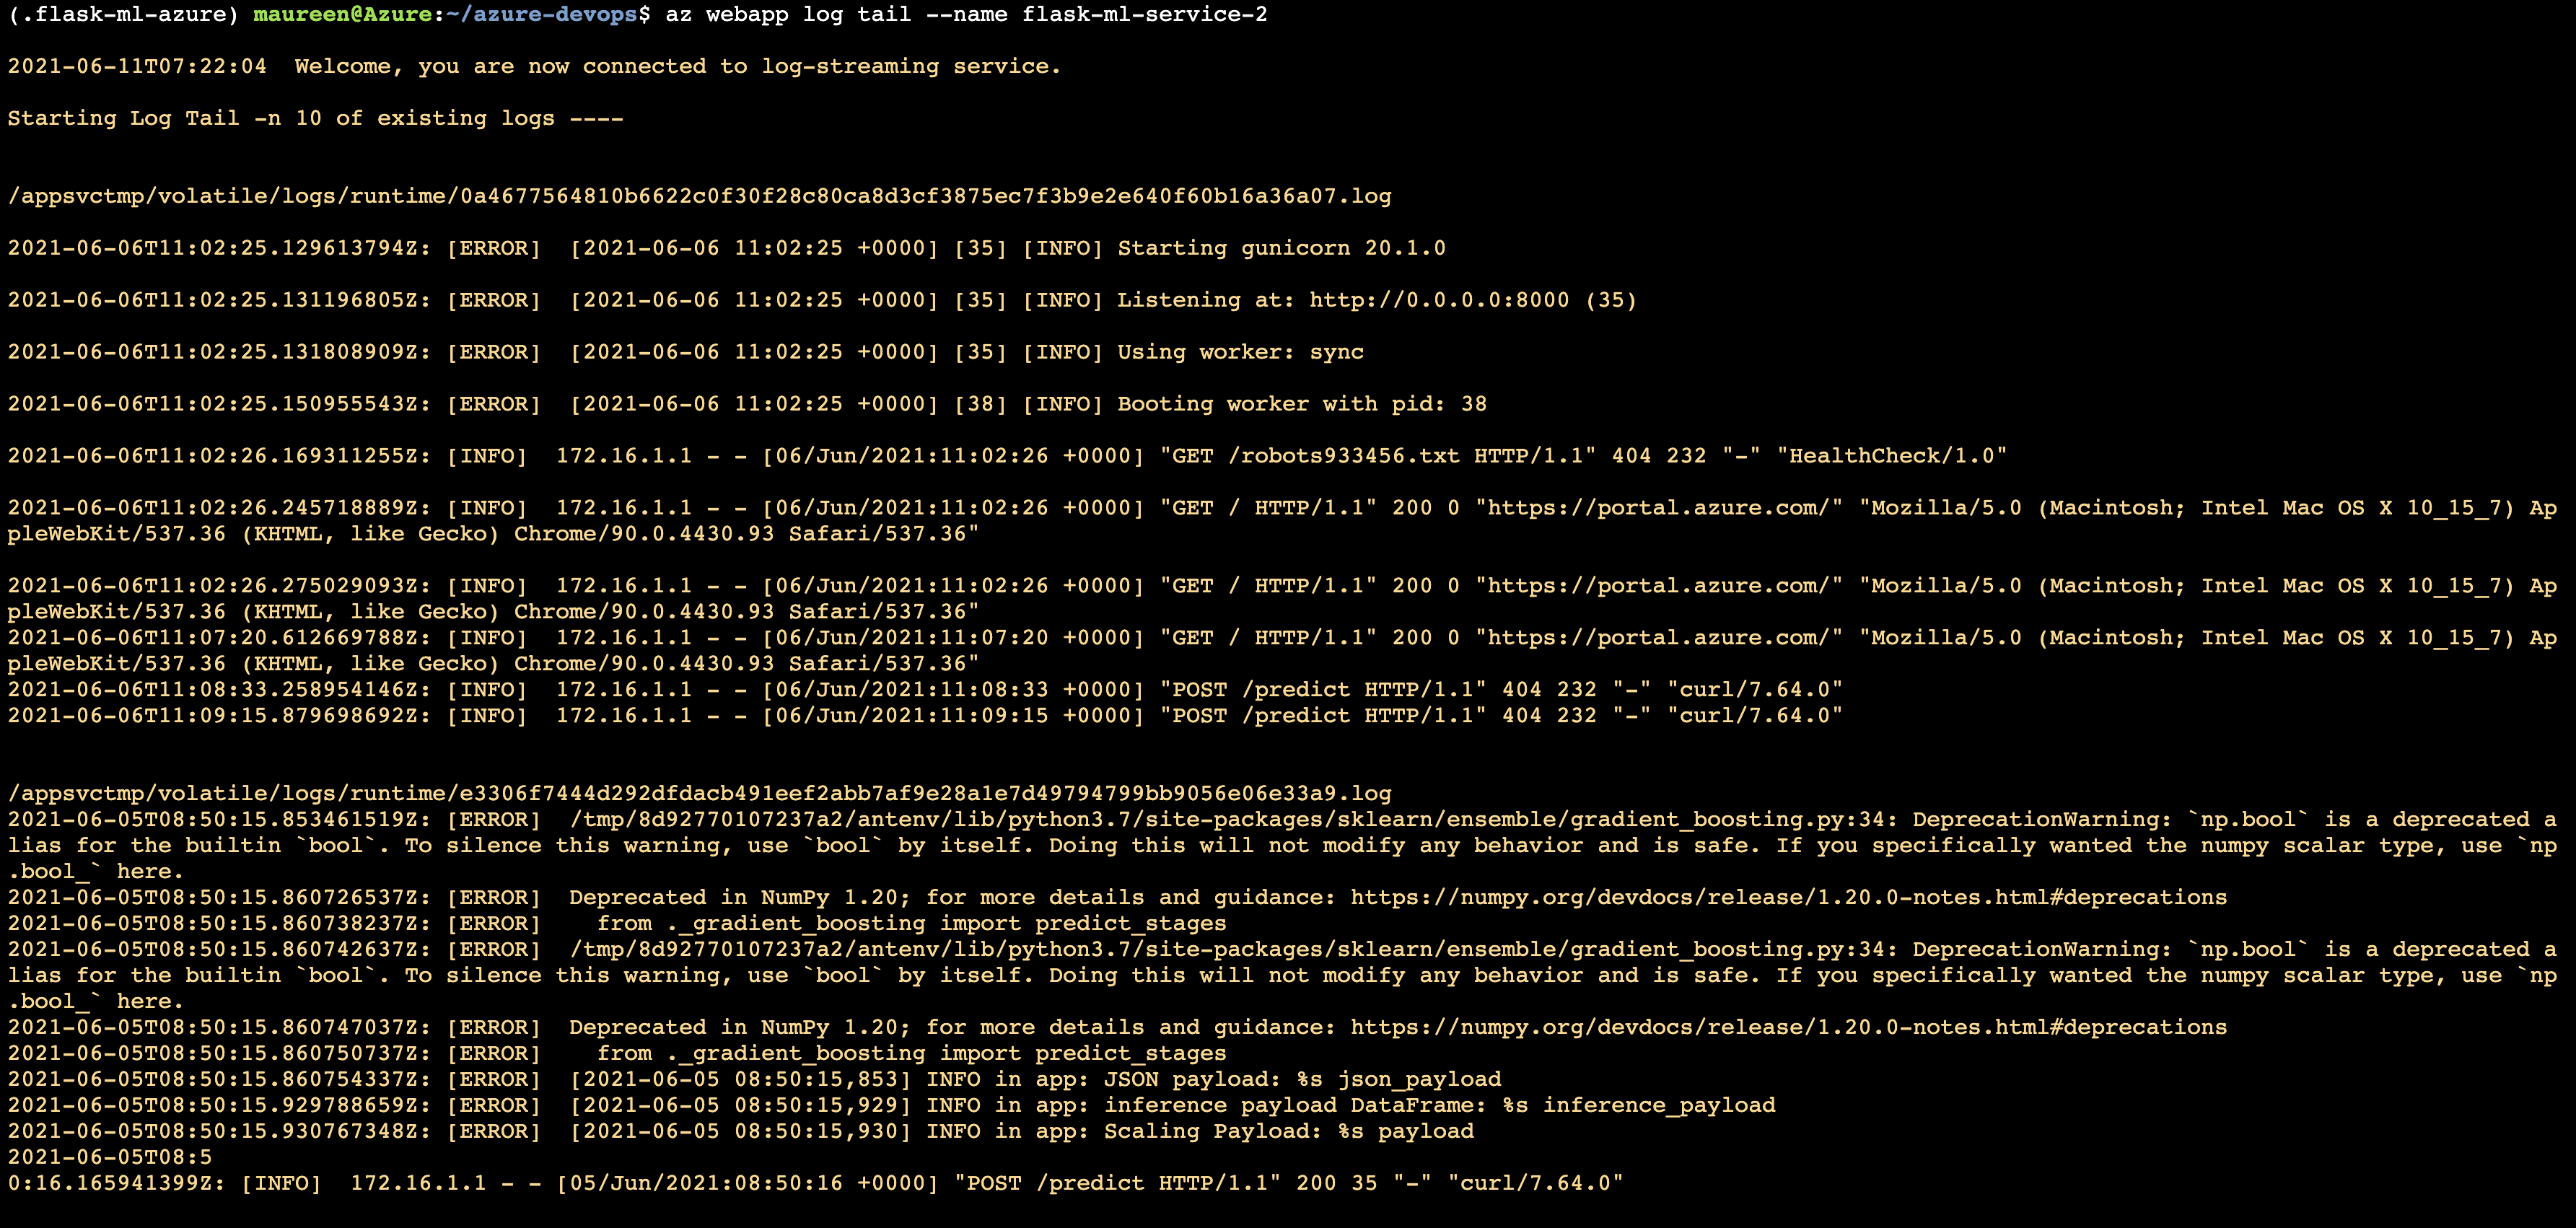 (.flask-ml-azure) maureen@Azure:~/azure-devops$ az webapp log tail --name flask-ml-service-2
2021-06-11T07:22:04  Welcome, you are now connected to log-streaming service.
Starting Log Tail -n 10 of existing logs ----
/appsvctmp/volatile/logs/runtime/0a4677564810b6622c0f30f28c80ca8d3cf3875ec7f3b9e2e640f60b16a36a07.log
2021-06-06T11:02:25.129613794Z: [ERROR]  [2021-06-06 11:02:25 +0000] [35] [INFO] Starting gunicorn 20.1.0
2021-06-06T11:02:25.131196805Z: [ERROR]  [2021-06-06 11:02:25 +0000] [35] [INFO] Listening at: http://0.0.0.0:8000 (35)
2021-06-06T11:02:25.131808909Z: [ERROR]  [2021-06-06 11:02:25 +0000] [35] [INFO] Using worker: sync
2021-06-06T11:02:25.150955543Z: [ERROR]  [2021-06-06 11:02:25 +0000] [38] [INFO] Booting worker with pid: 38
2021-06-06T11:02:26.169311255Z: [INFO]  172.16.1.1 - - [06/Jun/2021:11:02:26 +0000] "GET /robots933456.txt HTTP/1.1" 404 232 "-" "HealthCheck/1.0"
2021-06-06T11:02:26.245718889Z: [INFO]  172.16.1.1 - - [06/Jun/2021:11:02:26 +0000] "GET / HTTP/1.1" 200 0 "https://portal.azure.com/" "Mozilla/5.0 (Macintosh; Intel Mac OS X 10_15_7) Ap
pleWebKit/537.36 (KHTML, like Gecko) Chrome/90.0.4430.93 Safari/537.36"
2021-06-06T11:02:26.275029093Z: [INFO]  172.16.1.1 - - [06/Jun/2021:11:02:26 +0000] "GET / HTTP/1.1" 200 0 "https://portal.azure.com/" "Mozilla/5.0 (Macintosh; Intel Mac OS X 10_15_7) Ap
pleWebKit/537.36 (KHTML, like Gecko) Chrome/90.0.4430.93 Safari/537.36"
2021-06-06T11:07:20.612669788Z: [INFO]  172.16.1.1 - - [06/Jun/2021:11:07:20 +0000] "GET / HTTP/1.1" 200 0 "https://portal.azure.com/" "Mozilla/5.0 (Macintosh; Intel Mac OS X 10_15_7) Ap
pleWebKit/537.36 (KHTML, like Gecko) Chrome/90.0.4430.93 Safari/537.36"
2021-06-06T11:08:33.258954146Z: [INFO]  172.16.1.1 - - [06/Jun/2021:11:08:33 +0000] "POST /predict HTTP/1.1" 404 232 "-" "curl/7.64.0"
2021-06-06T11:09:15.879698692Z: [INFO]  172.16.1.1 - - [06/Jun/2021:11:09:15 +0000] "POST /predict HTTP/1.1" 404 232 "-" "curl/7.64.0"
/appsvctmp/volatile/logs/runtime/e3306f7444d292dfdacb491eef2abb7af9e28a1e7d49794799bb9056e06e33a9.log
2021-06-05T08:50:15.853461519Z: [ERROR]  /tmp/8d92770107237a2/antenv/lib/python3.7/site-packages/sklearn/ensemble/gradient_boosting.py:34: DeprecationWarning: `np.bool` is a deprecated a
lias for the builtin `bool`. To silence this warning, use `bool` by itself. Doing this will not modify any behavior and is safe. If you specifically wanted the numpy scalar type, use `np
.bool_` here.
2021-06-05T08:50:15.860726537Z: [ERROR]  Deprecated in NumPy 1.20; for more details and guidance: https://numpy.org/devdocs/release/1.20.0-notes.html#deprecations
2021-06-05T08:50:15.860738237Z: [ERROR]    from ._gradient_boosting import predict_stages
2021-06-05T08:50:15.860742637Z: [ERROR]  /tmp/8d92770107237a2/antenv/lib/python3.7/site-packages/sklearn/ensemble/gradient_boosting.py:34: DeprecationWarning: `np.bool` is a deprecated a
lias for the builtin `bool`. To silence this warning, use `bool` by itself. Doing this will not modify any behavior and is safe. If you specifically wanted the numpy scalar type, use `np
.bool_` here.
2021-06-05T08:50:15.860747037Z: [ERROR]  Deprecated in NumPy 1.20; for more details and guidance: https://numpy.org/devdocs/release/1.20.0-notes.html#deprecations
2021-06-05T08:50:15.860750737Z: [ERROR]    from ._gradient_boosting import predict_stages
2021-06-05T08:50:15.860754337Z: [ERROR]  [2021-06-05 08:50:15,853] INFO in app: JSON payload: %s json_payload
2021-06-05T08:50:15.929788659Z: [ERROR]  [2021-06-05 08:50:15,929] INFO in app: inference payload DataFrame: %s inference_payload
2021-06-05T08:50:15.930767348Z: [ERROR]  [2021-06-05 08:50:15,930] INFO in app: Scaling Payload: %s payload
2021-06-05T08:5
0:16.165941399Z: [INFO]  172.16.1.1 - - [05/Jun/2021:08:50:16 +0000] "POST /predict HTTP/1.1" 200 35 "-" "curl/7.64.0"